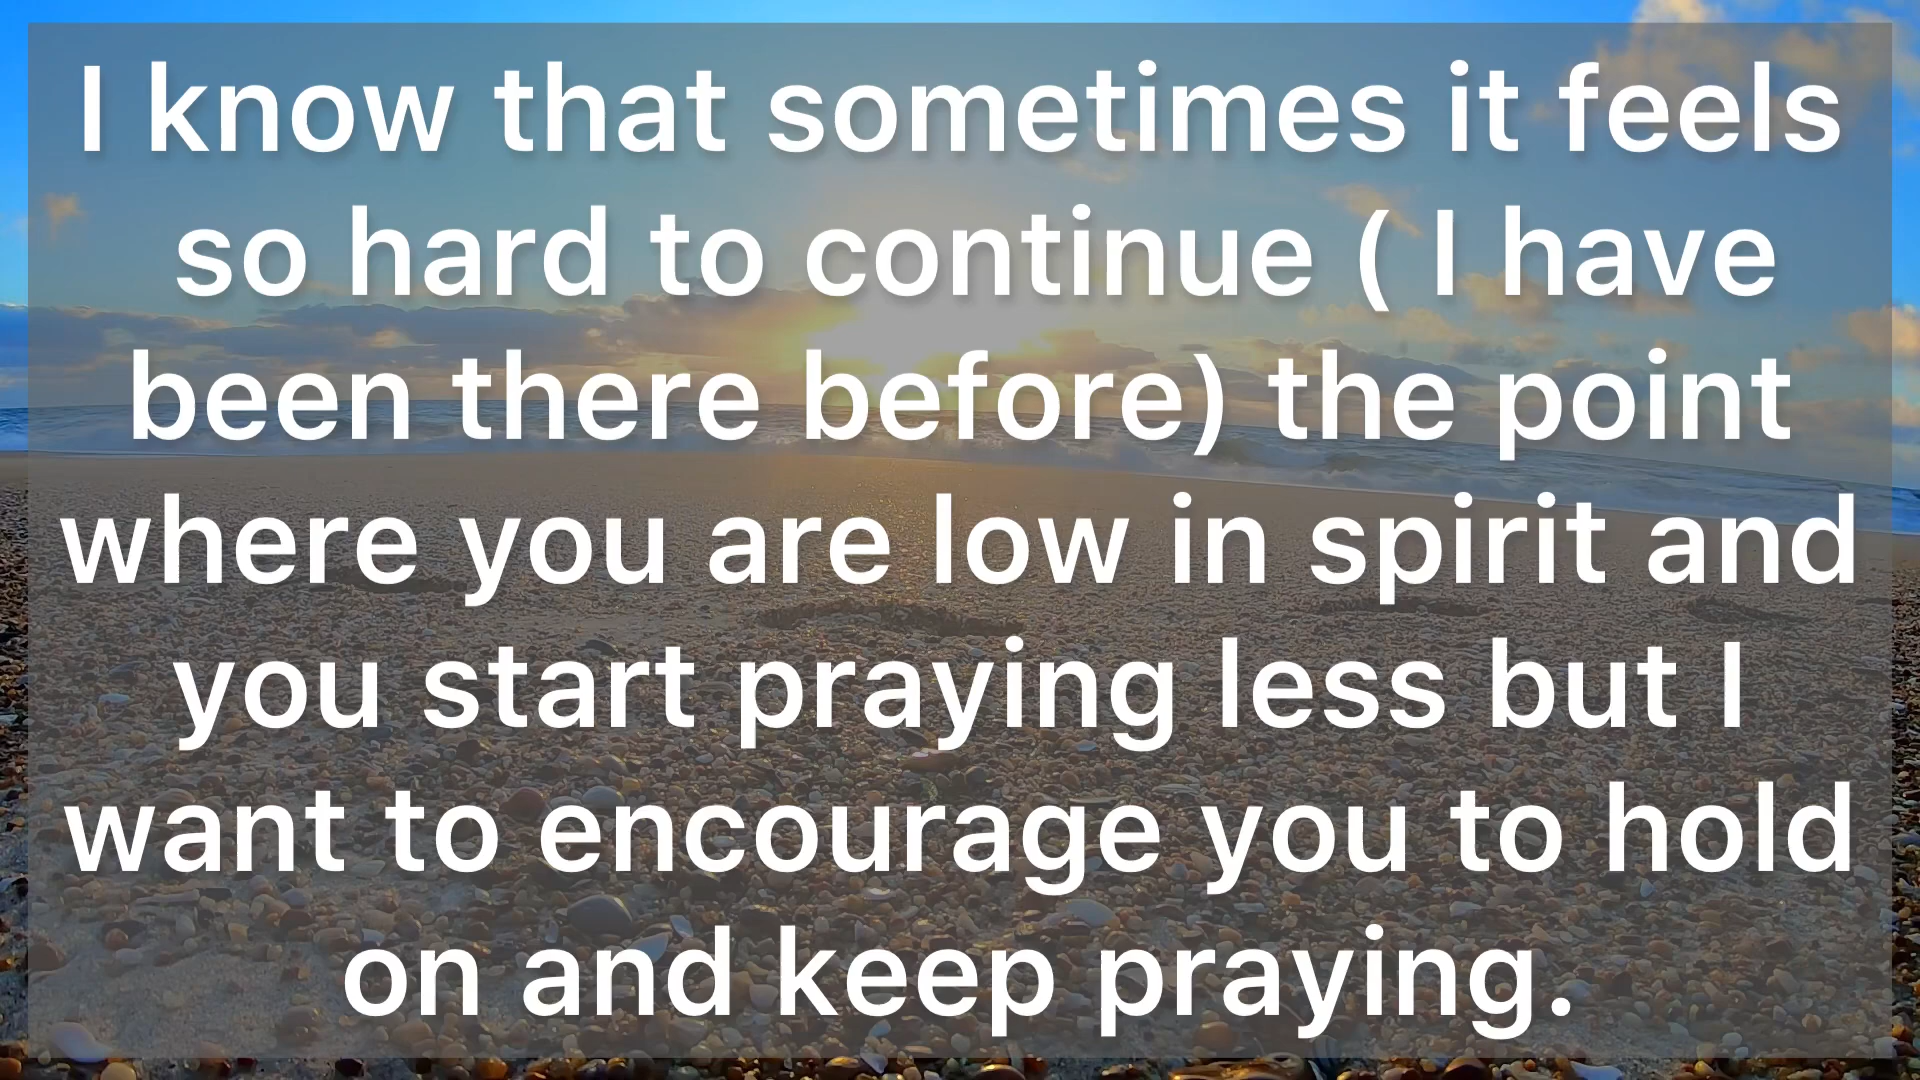 I know that sometimes it feels
so hard to continue ( I have
been there before) the point
where you are low in spirit and
you start praying less but I
want to encourage you to hold
on and keep praying.